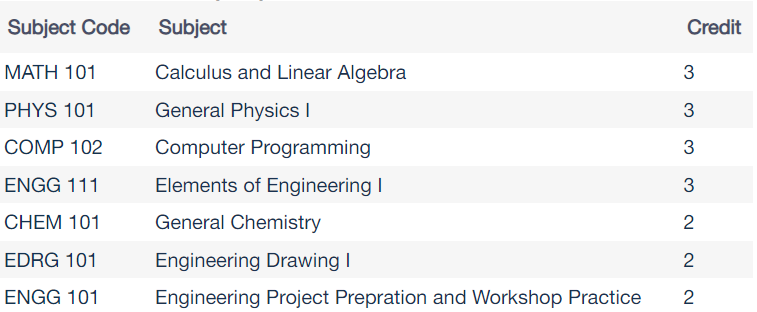 Subject Code Subject Credit
MATH 101 Calculus and Linear Algebra 3
PHYS 101 General Physics I 3
COMP 102 Computer Programming 3
ENGG 111 Elements of Engineering I 3
CHEM 101 General Chemistry 2
EDRG 101 Engineering Drawing I 2
ENGG 101 Engineering Project Prepration and Workshop Practice 2